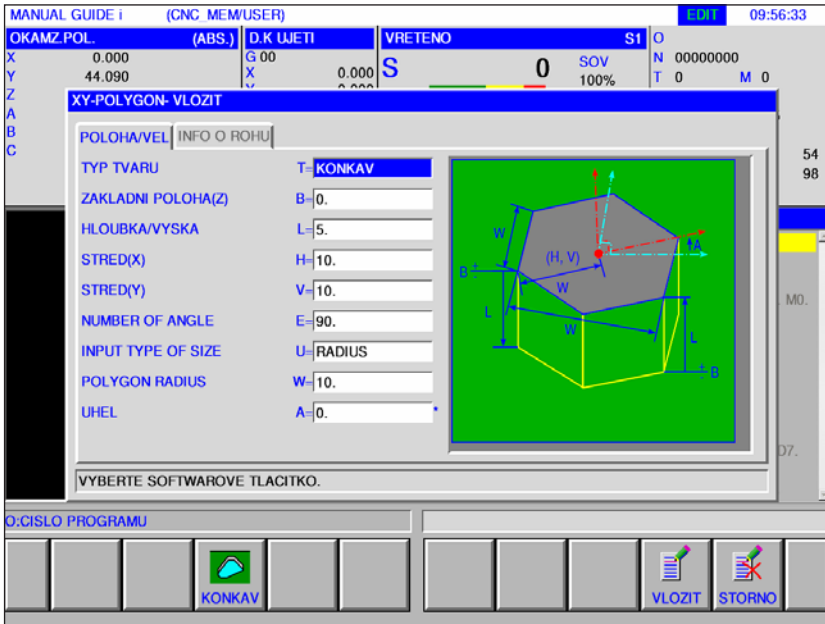 MANUAL GUIDE i (CNC_MEM/USER) EDIT 09:56:33
OKAMZ.POL. (ABS.) D.K UJETI VRETENO S1 O
X 0.000 G 00 S 0 SOV N 00000000
Y 44.090 X 0.000 100% T 0 M 0
Z
A
B
C
54
98
XY-POLYGON- VLOZIT
POLOHA/VEL INFO O ROHU
TYP TVARU T= KONKAV
ZAKLADNI POLOHA(Z) B= 0.
HLOUBKA/VYSKA L= 5.
STRED(X) H= 10.
STRED(Y) V= 10.
NUMBER OF ANGLE E= 90.
INPUT TYPE OF SIZE U= RADIUS
POLYGON RADIUS W= 10.
UHEL A= 0.
W
A
B + -
(H, V)
W
L
W
L
+ - B
M0.
D7.
VYBERTE SOFTWAROVE TLACITKO.
O:CISLO PROGRAMU
KONKAV VLOZIT STORNO